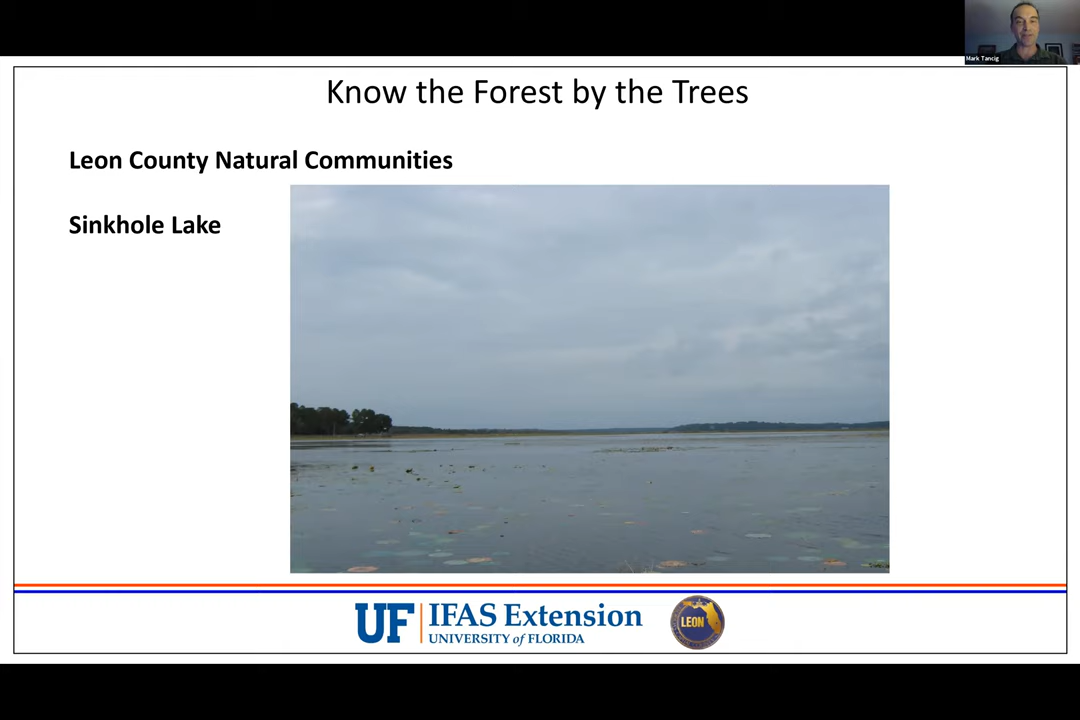 Mark Tancig
Know the Forest by the Trees
Leon County Natural Communities
Sinkhole Lake
UF IFAS Extension
UNIVERSITY of FLORIDA
LEON